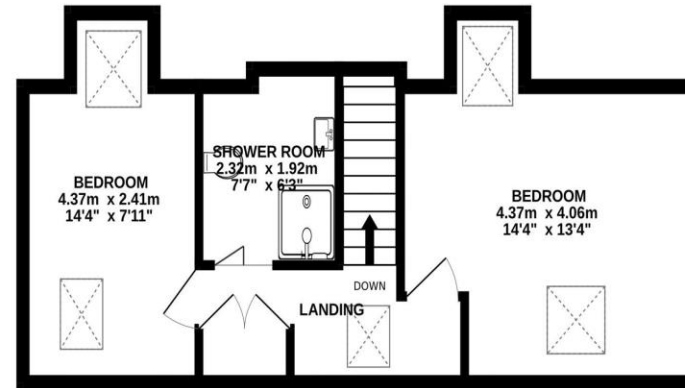 SHOWER ROOM
2.32m x 1.92m
7'7" x 6'3"
BEDROOM
4.37m x 2.41m
14'4" x 7'11"
BEDROOM
4.37m x 4.06m
14'4" x 13'4"
DOWN
LANDING